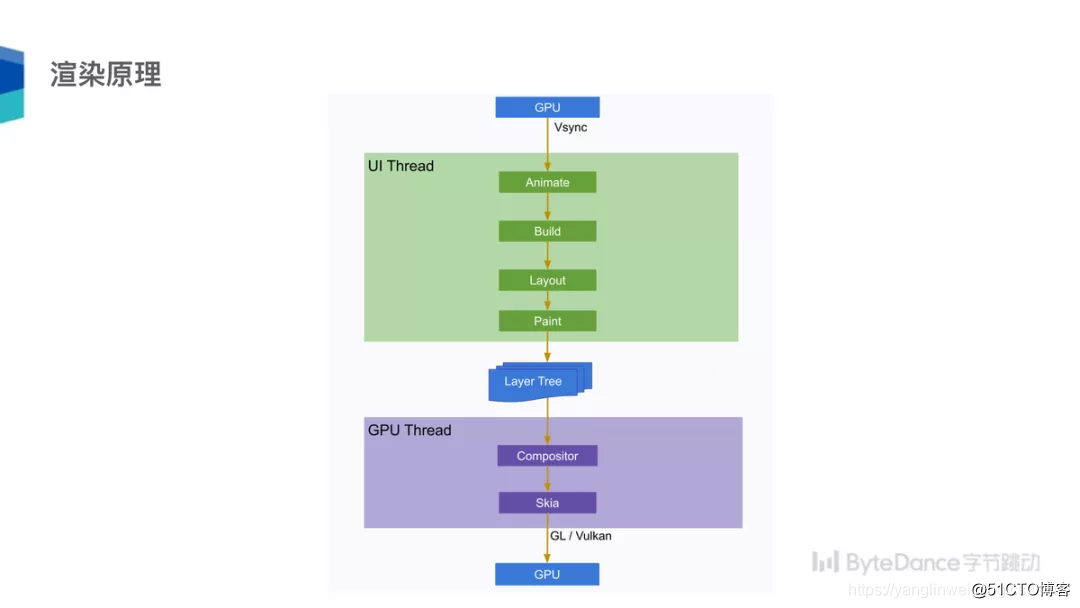 渲染原理
GPU
Vsync
UI Thread
Animate
Build
Layout
Paint
Layer Tree
GPU Thread
Compositor
Skia
GL / Vulkan
GPU
ByteDance字节跳动
https://yanglinwei
@51CTO博客